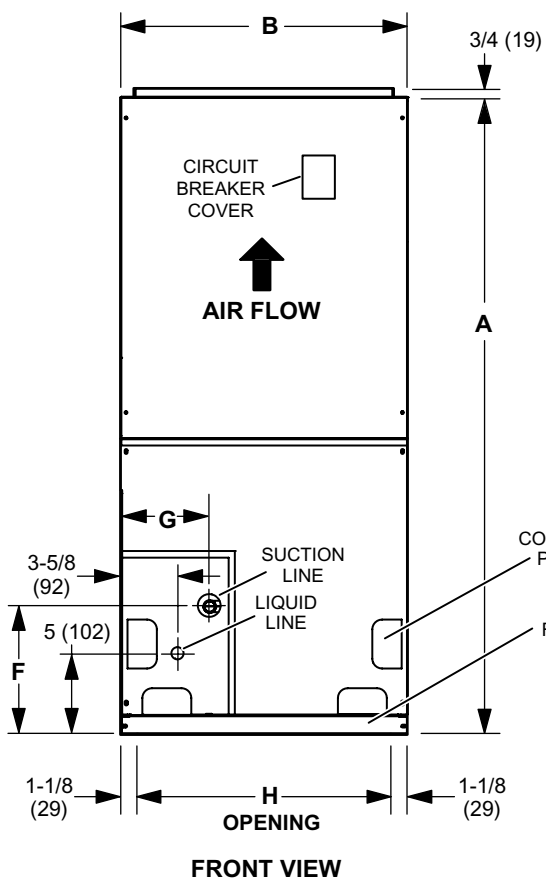 B
3/4 (19)
CIRCUIT
BREAKER
COVER
AIR FLOW
A
G
3-5/8
(92)
SUCTION
LINE
LIQUID
LINE
5 (102)
F
CO
P
F
1-1/8
(29)
H
OPENING
1-1/8
(29)
FRONT VIEW